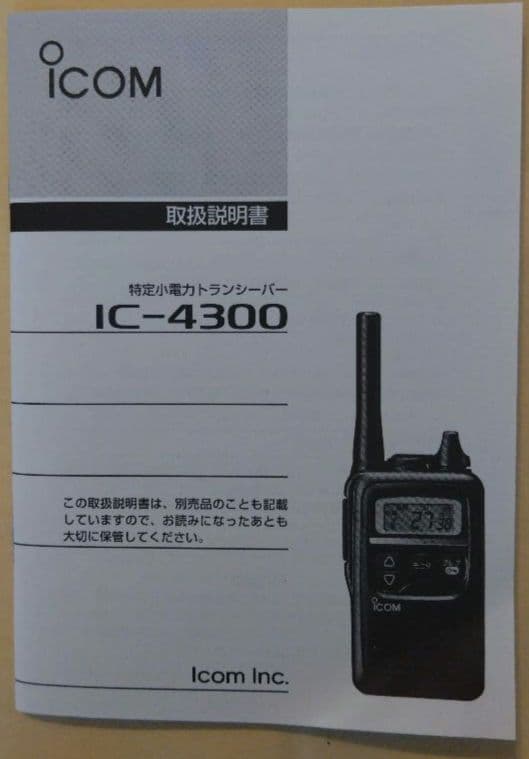 ICOM
取扱説明書
特定小電力トランシーバー
IC-4300
この取扱説明書は、別売品のことも記載
していますので、お読みになったあとも
大切に保管してください。
Icom Inc.
ICOM